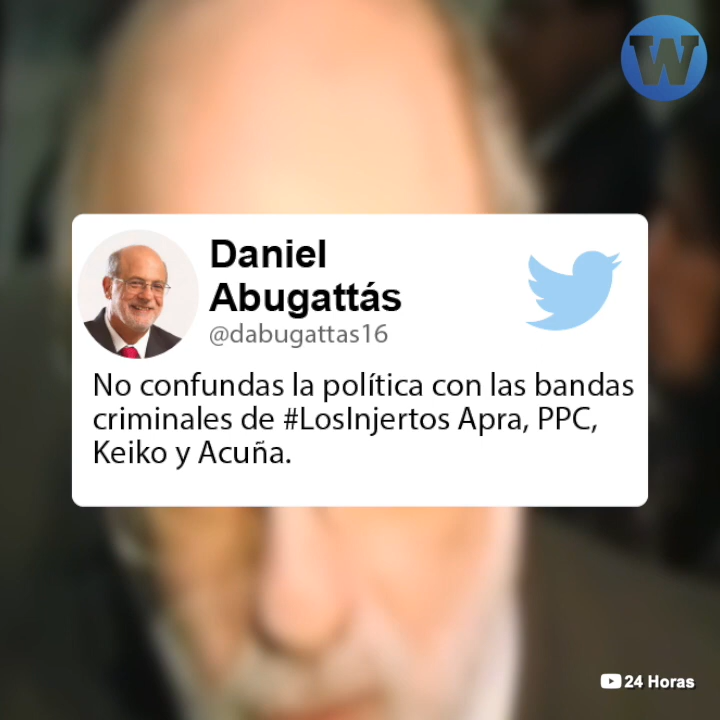 W
Daniel
Abugattás
@dabugattas16
No confundas la política con las bandas
criminales de #LosInjertos Apra, PPC,
Keiko y Acuña.
24 Horas